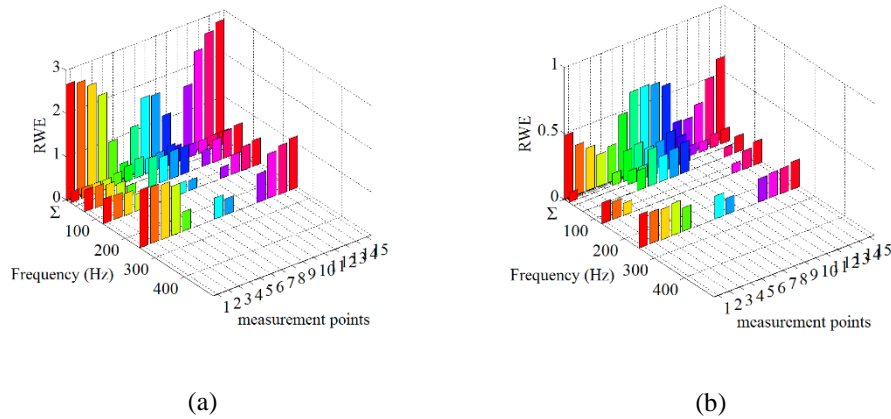 3
2
1
0
RWE
Σ
100
200
300
400
Frequency (Hz)
1 2 3 4 5 6 7 8 9 10 11 12 13 14 15
measurement points
(a)
1
0.5
0
RWE
Σ
100
200
300
400
Frequency (Hz)
1 2 3 4 5 6 7 8 9 10 11 12 13 14 15
measurement points
(b)